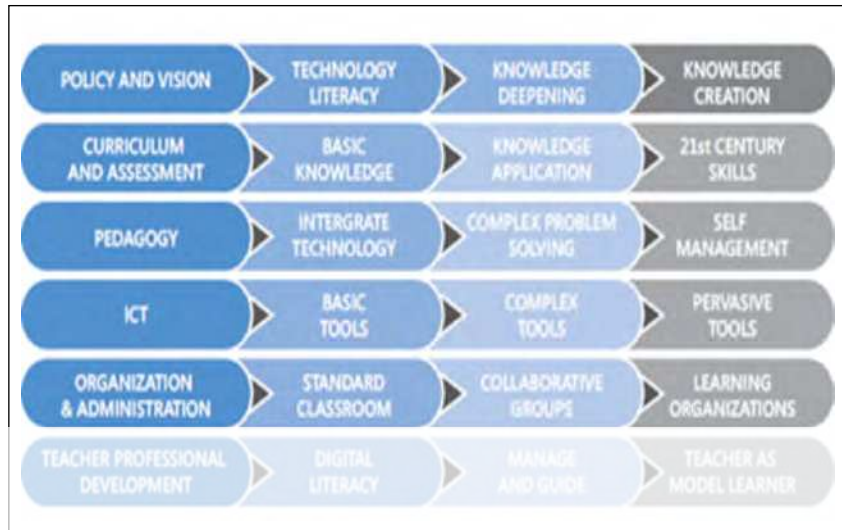 POLICY AND VISION
TECHNOLOGY
LITERACY
KNOWLEDGE
DEEPENING
KNOWLEDGE
CREATION
CURRICULUM
AND ASSESSMENT
BASIC
KNOWLEDGE
KNOWLEDGE
APPLICATION
21st CENTURY
SKILLS
PEDAGOGY
INTERGRATE
TECHNOLOGY
COMPLEX PROBLEM
SOLVING
SELF
MANAGEMENT
ICT
BASIC
TOOLS
COMPLEX
TOOLS
PERVASIVE
TOOLS
ORGANIZATION
& ADMINISTRATION
STANDARD
CLASSROOM
COLLABORATIVE
GROUPS
LEARNING
ORGANIZATIONS
TEACHER PROFESSIONAL
DEVELOPMENT
DIGITAL
LITERACY
MANAGE
AND GUIDE
TEACHER AS
MODEL LEARNER